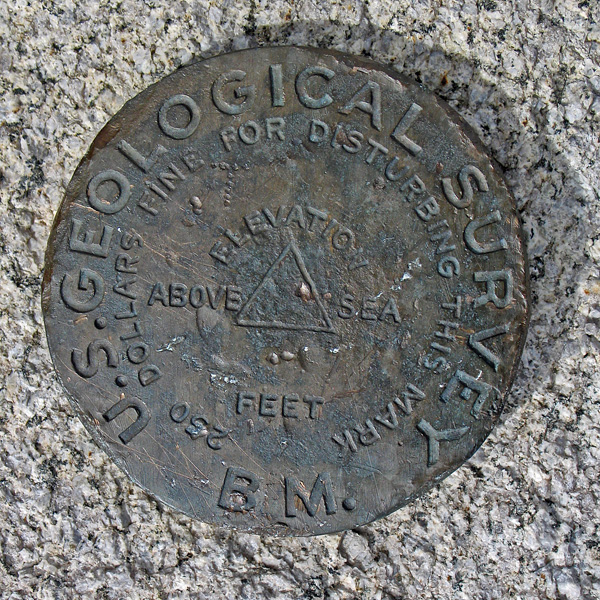 U.S. GEOLOGICAL SURVEY
250 DOLLARS FINE FOR DISTURBING THIS MARK
ELEVATION
ABOVE SEA
FEET
B.M.